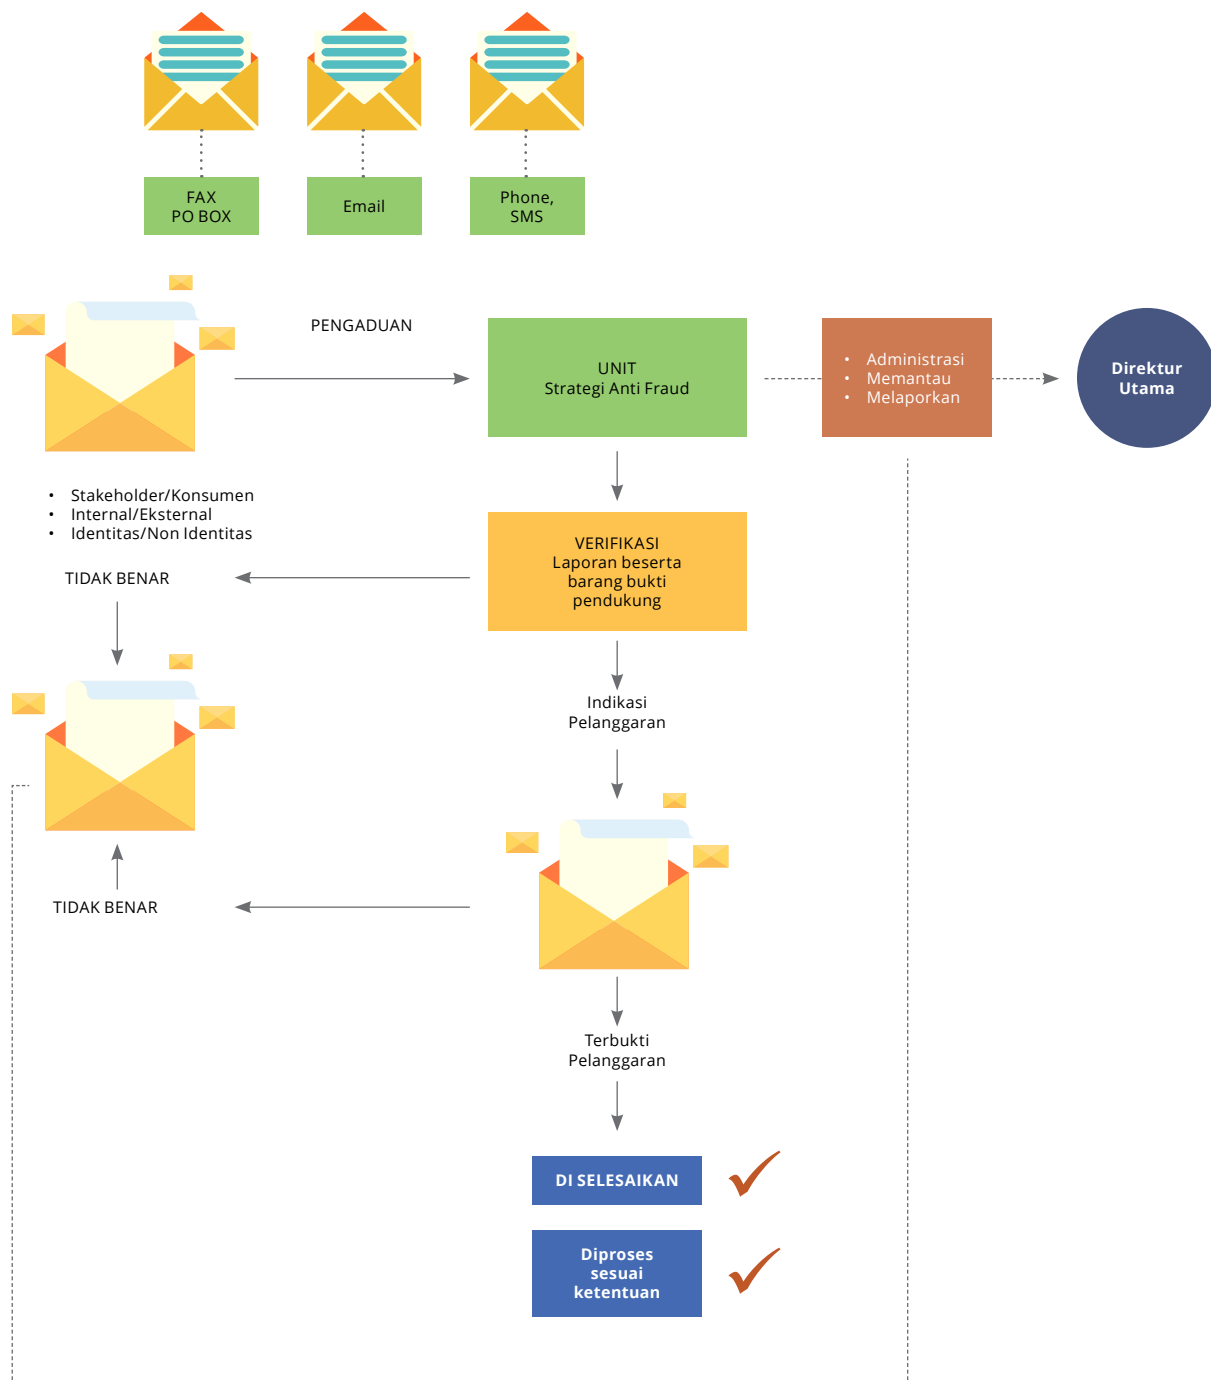 FAX
PO BOX
Email
Phone,
SMS
PENGADUAN
UNIT
Strategi Anti Fraud
• Administrasi
• Memantau
• Melaporkan
Direktur
Utama
• Stakeholder/Konsumen
• Internal/Eksternal
• Identitas/Non Identitas
VERIFIKASI
Laporan beserta
barang bukti
pendukung
TIDAK BENAR
Indikasi
Pelanggaran
TIDAK BENAR
Terbukti
Pelanggaran
DI SELESAIKAN
Diproses
sesuai
ketentuan